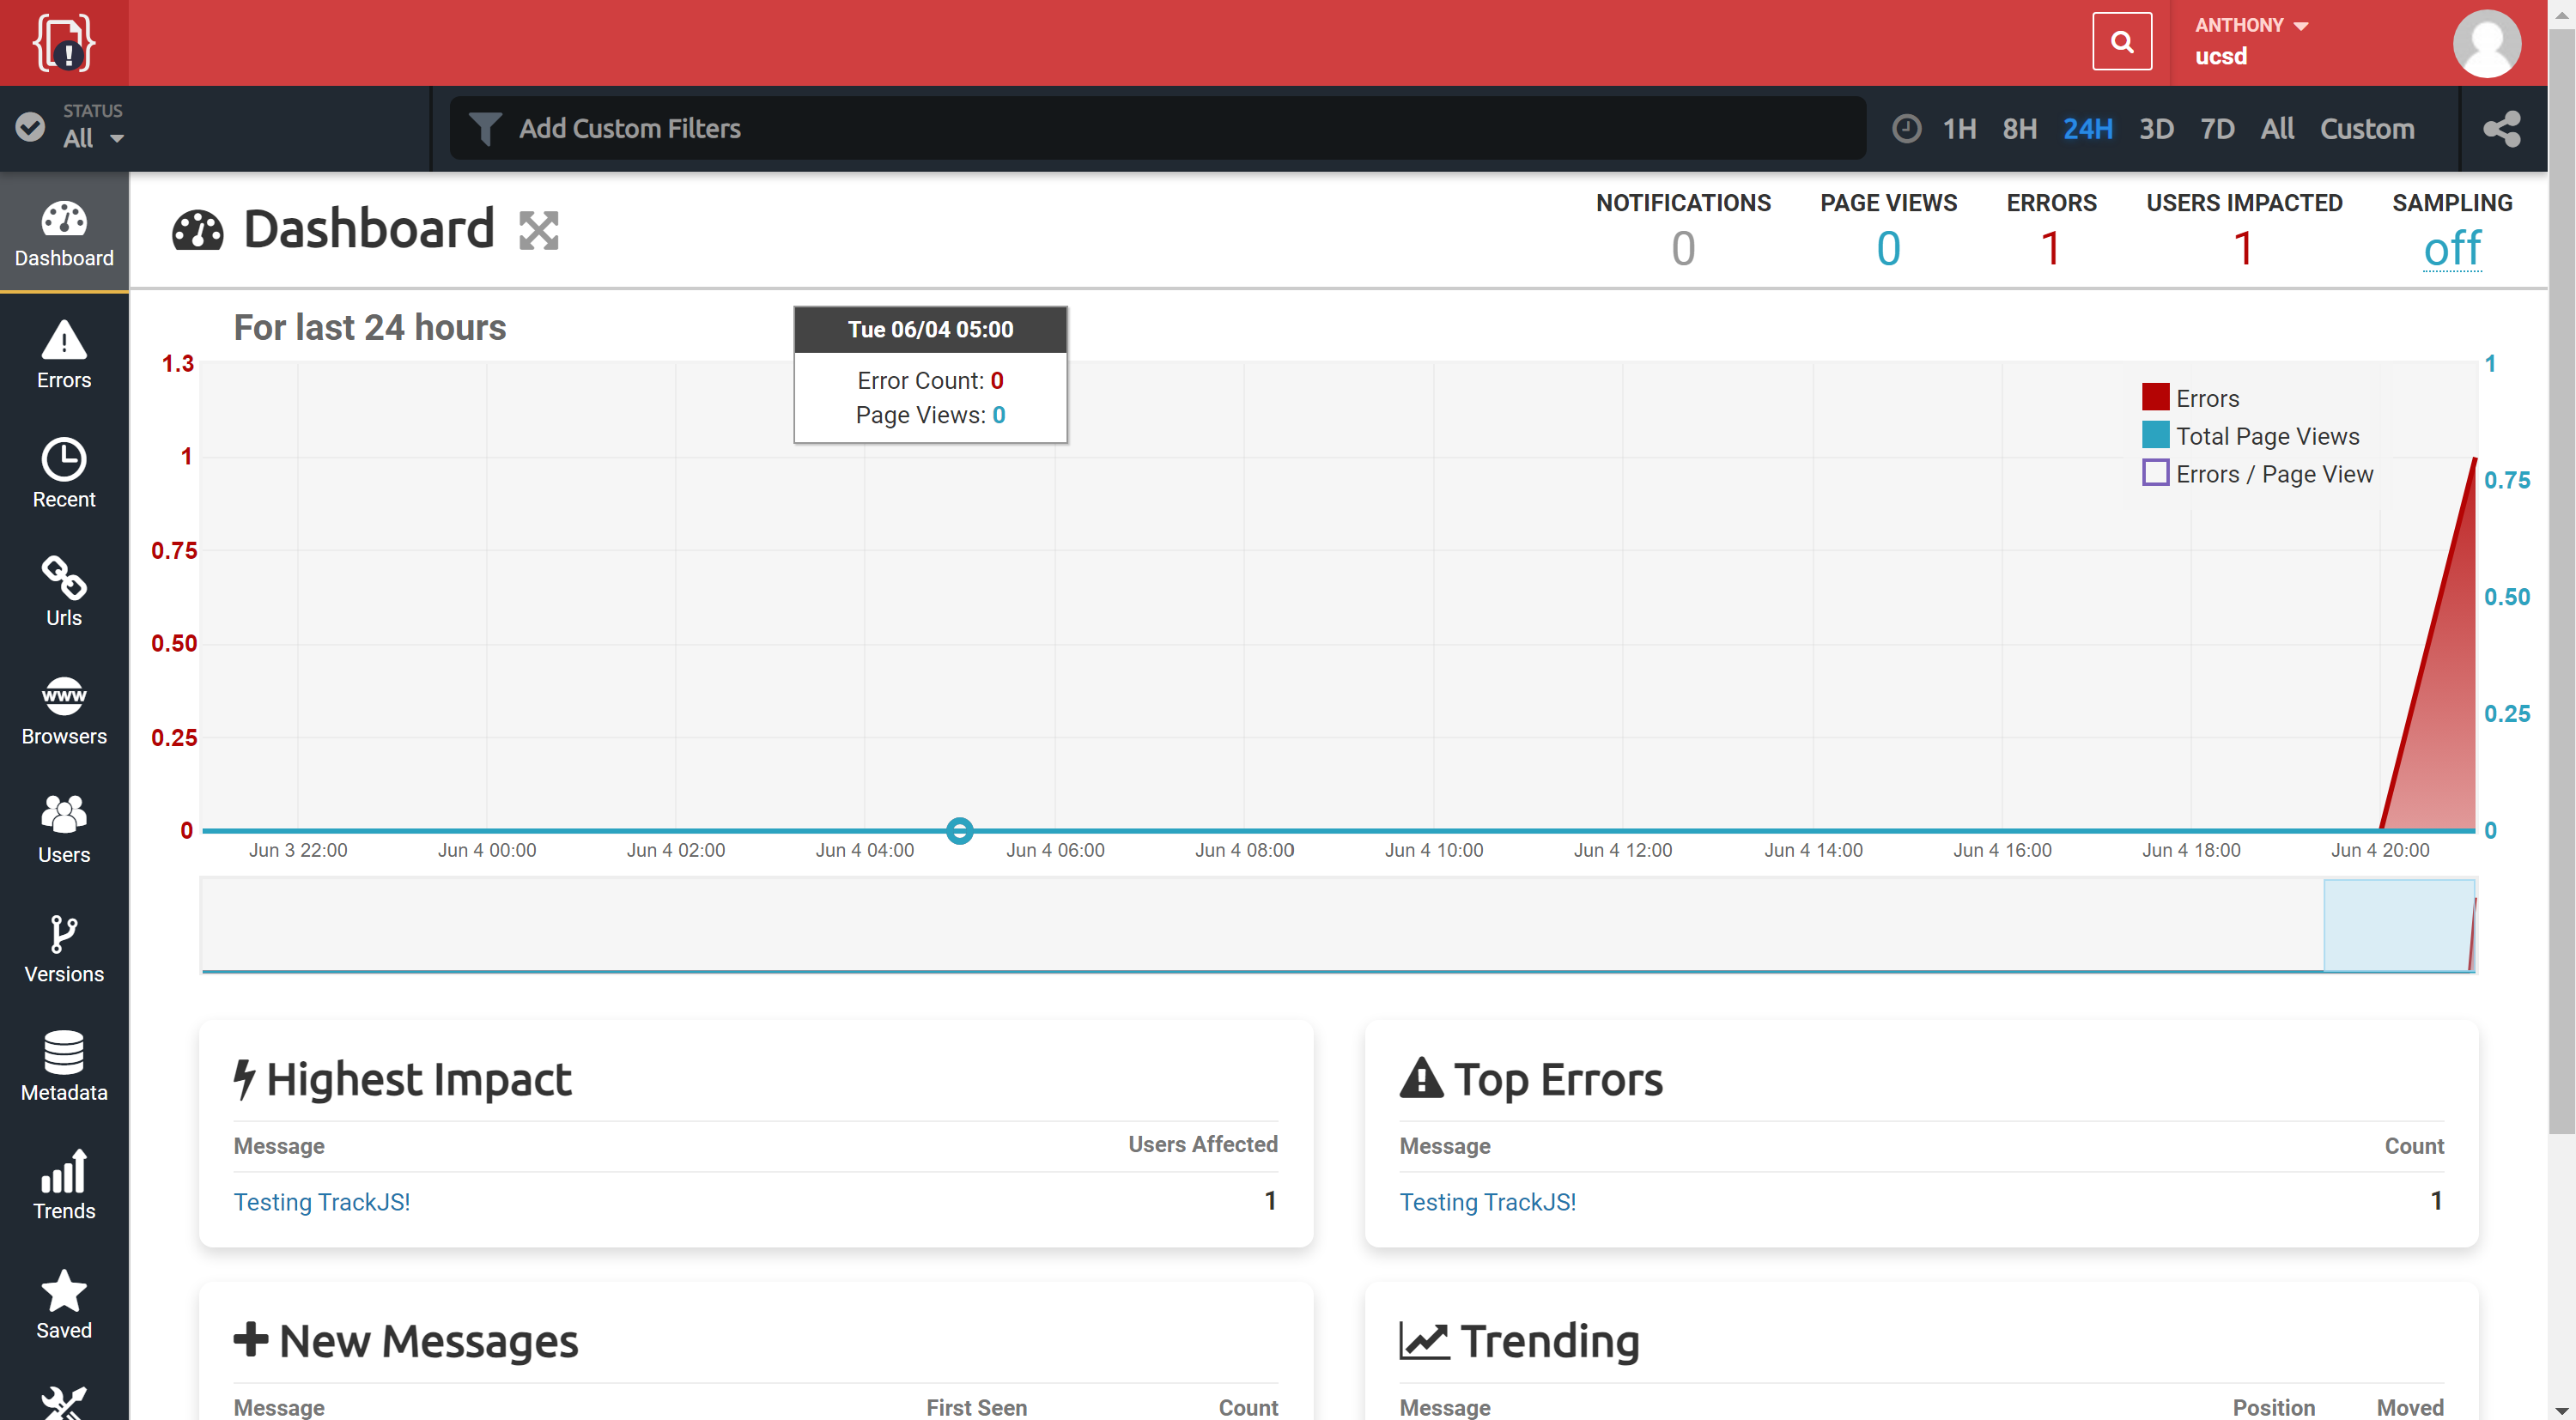 ANTHONY
ucsd
STATUS
All
Add Custom Filters
1H 8H 24H 3D 7D All Custom
Dashboard
NOTIFICATIONS
0
PAGE VIEWS
0
ERRORS
1
USERS IMPACTED
1
SAMPLING
off
Dashboard
Errors
Recent
Urls
www
Browsers
Users
Versions
Metadata
Trends
Saved
For last 24 hours
Tue 06/04 05:00
Error Count: 0
Page Views: 0
Errors
Total Page Views
Errors / Page View
1.3
1
0.75
0.50
0.25
0
1
0.75
0.50
0.25
0
Jun 3 22:00 Jun 4 00:00 Jun 4 02:00 Jun 4 04:00 Jun 4 06:00 Jun 4 08:00 Jun 4 10:00 Jun 4 12:00 Jun 4 14:00 Jun 4 16:00 Jun 4 18:00 Jun 4 20:00
Highest Impact
Message Users Affected
Testing TrackJS! 1
Top Errors
Message Count
Testing TrackJS! 1
New Messages
Message First Seen Count
Trending
Message Position Moved